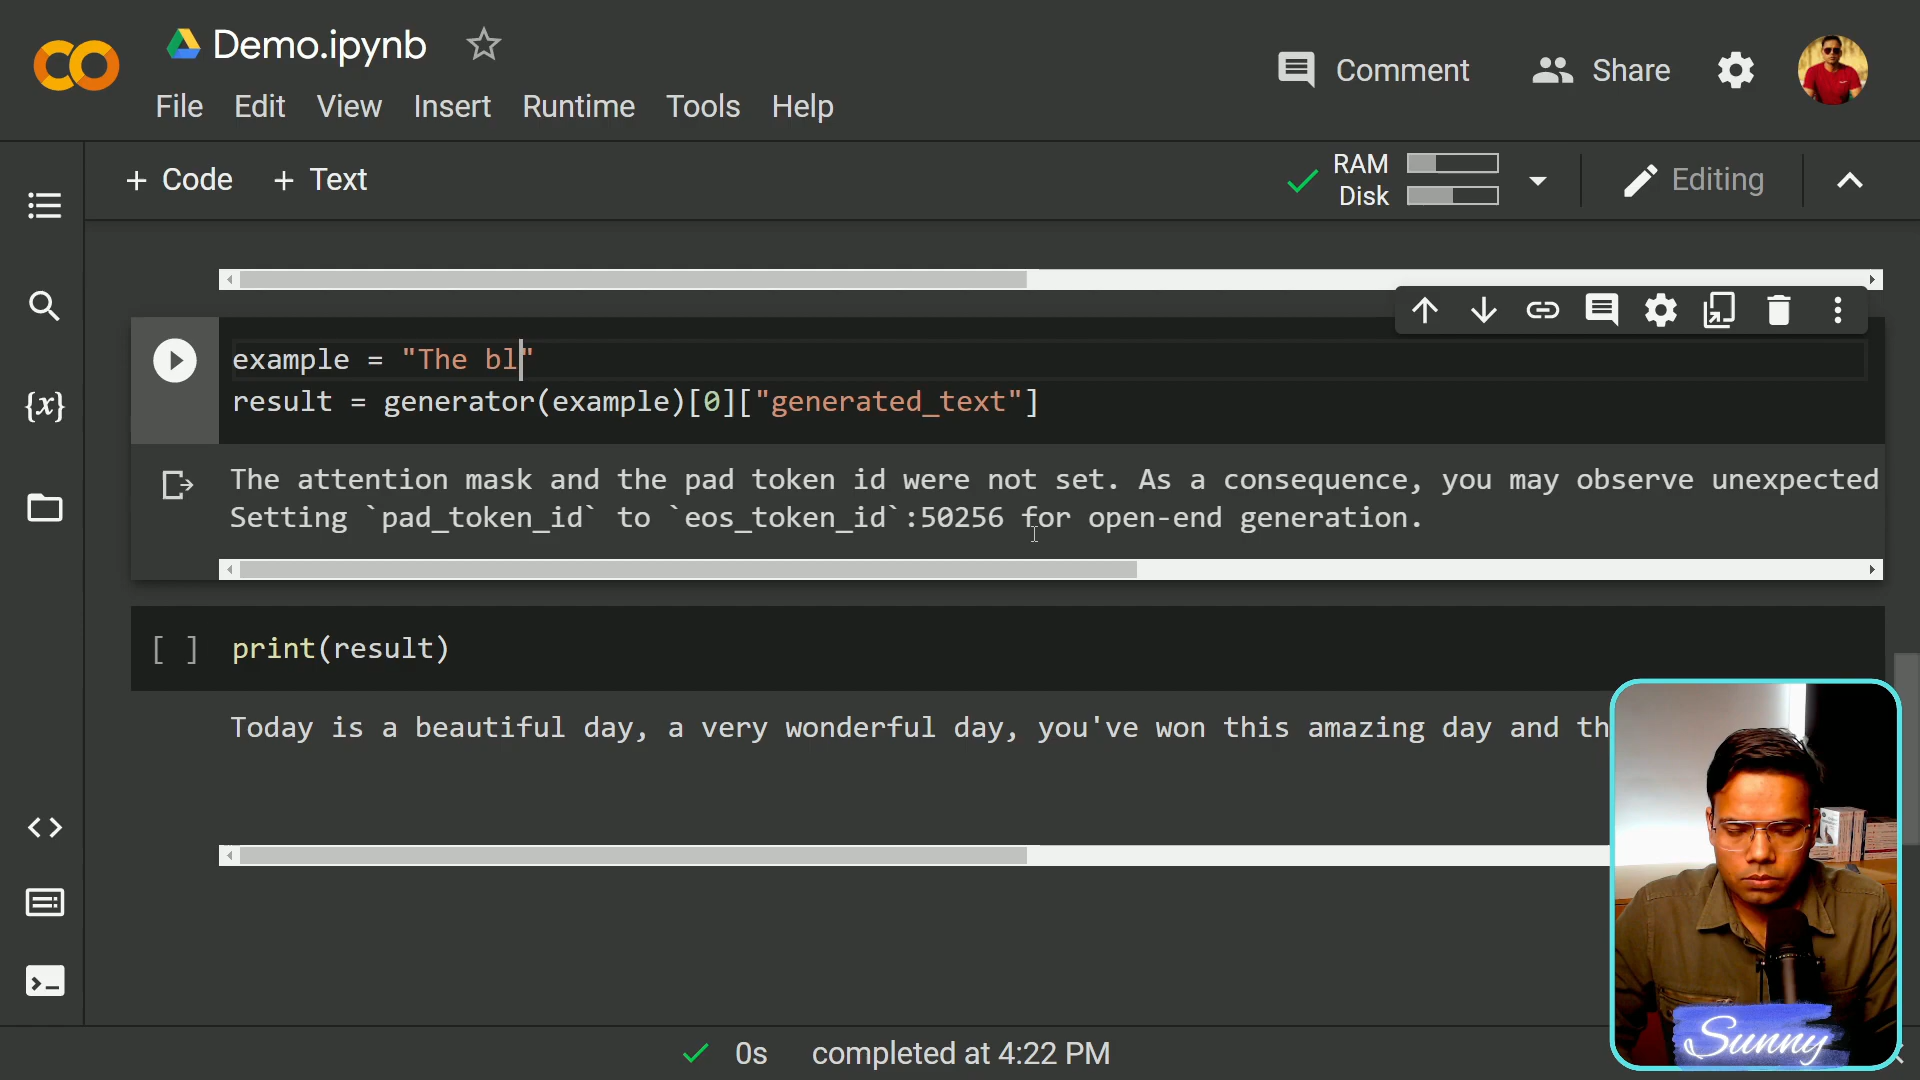 Demo.ipynb
Comment
Share
File Edit View Insert Runtime Tools Help
+ Code + Text
RAM
Disk
Editing
example = "The bl"
result = generator(example)[0]["generated_text"]
The attention mask and the pad token id were not set. As a consequence, you may observe unexpected
Setting `pad_token_id` to `eos_token_id`:50256 for open-end generation.
[ ] print(result)
Today is a beautiful day, a very wonderful day, you've won this amazing day and th
{x}
0s completed at 4:22 PM
Sunny